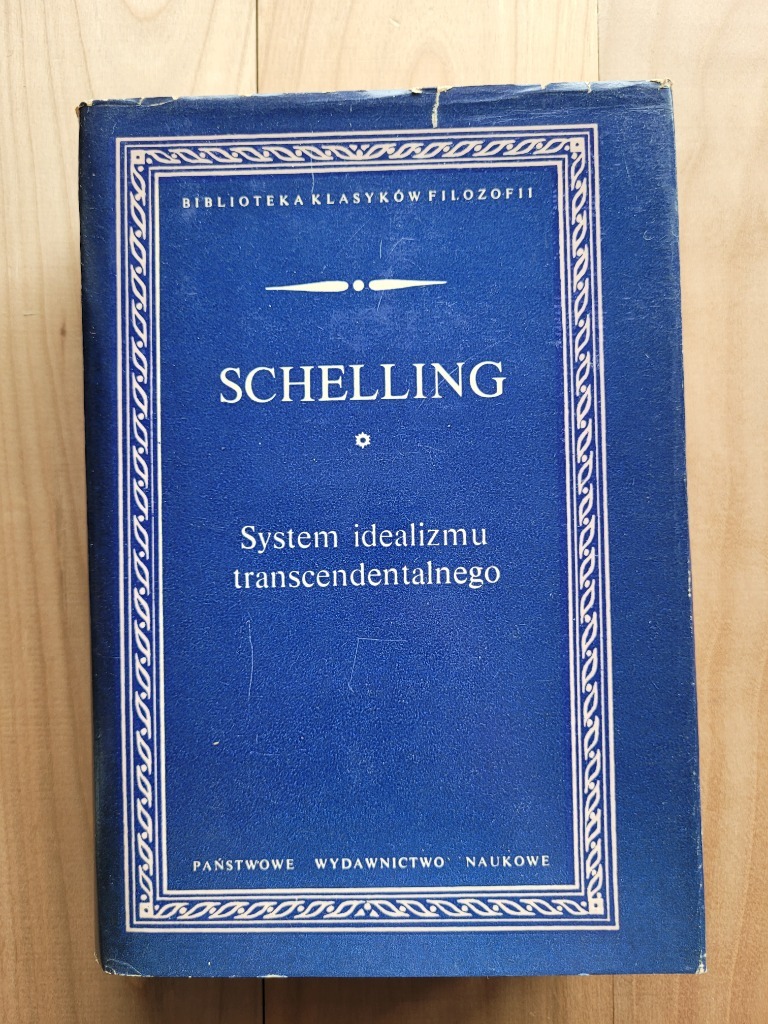 BIBLIOTEKA KLASYKÓW FILOZOFII
SCHELLING
System idealizmu
transcendentalnego
PAŃSTWOWE WYDAWNICTWO NAUKOWE